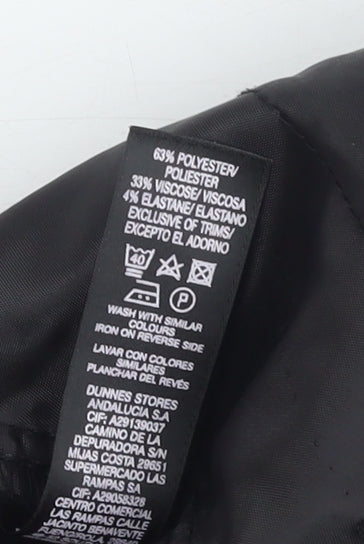 63% POLYESTER/
POLIESTER
33% VISCOSE/ VISCOSA
4% ELASTANE/ ELASTANO
EXCLUSIVE OF TRIMS/
EXCEPTO EL ADORNO
40
P
WASH WITH SIMILAR
COLOURS
IRON ON REVERSE SIDE
LAVAR CON COLORES
SIMILARES
PLANCHAR DEL REVÉS
DUNNES STORES
ANDALUCIA S.A
CIF: A29139037
CAMINO DE LA
DEPURADORA S/N
MIJAS COSTA 29651
SUPERMERCADO LAS
RAMPAS SA
CIF: A29058328
CENTRO COMERCIAL
LAS RAMPAS CALLE
JACINTO BENAVENTE
FUENGIROLA